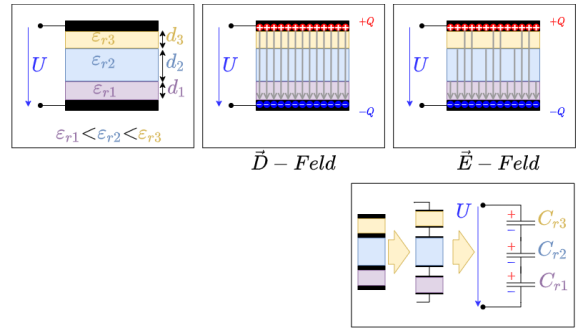 U
εr3
d3
εr2
d2
εr1
d1
εr1<εr2<εr3
+Q
−Q
D⃗ − Feld
U
+Q
−Q
E⃗ − Feld
U
U
+
−
Cr3
+
−
Cr2
+
−
Cr1